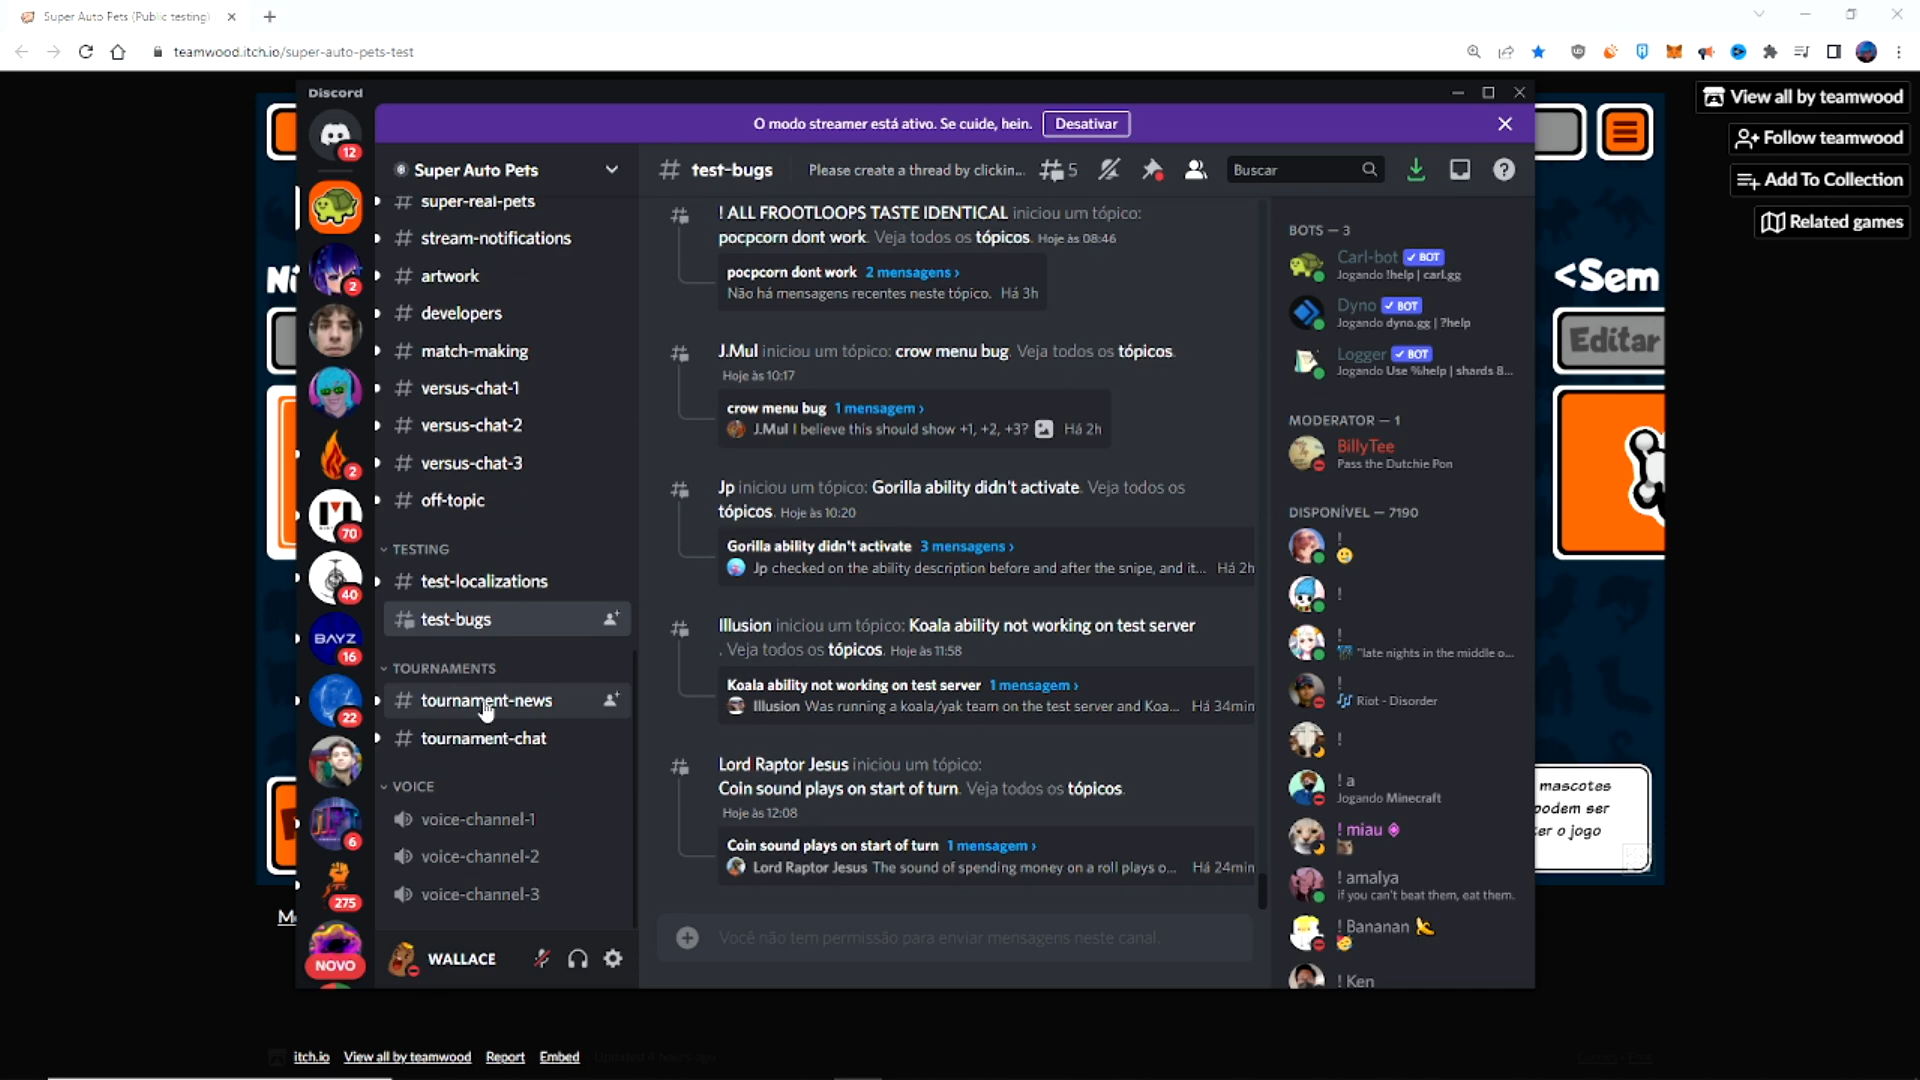 Super Auto Pets (Public testing)
teamwood.itch.io/super-auto-pets-test
View all by teamwood
Follow teamwood
Add To Collection
Related games
Discord
O modo streamer está ativo. Se cuide, hein.
Desativar
12
2
2
70
40
BAYZ
16
22
6
275
NOVO
Super Auto Pets
super-real-pets
stream-notifications
artwork
developers
match-making
versus-chat-1
versus-chat-2
versus-chat-3
off-topic
TESTING
test-localizations
test-bugs
TOURNAMENTS
tournament-news
tournament-chat
VOICE
voice-channel-1
voice-channel-2
voice-channel-3
WALLACE
test-bugs
Please create a thread by clickin...
5
Buscar
! ALL FROOTLOOPS TASTE IDENTICAL iniciou um tópico:
pocpcorn dont work. Veja todos os tópicos. Hoje às 08:46
pocpcorn dont work 2 mensagens ›
Não há mensagens recentes neste tópico. Há 3h
J.Mul iniciou um tópico: crow menu bug. Veja todos os tópicos.
Hoje às 10:17
crow menu bug 1 mensagem ›
J.Mul I believe this should show +1, +2, +3? Há 2h
Jp iniciou um tópico: Gorilla ability didn't activate. Veja todos os
tópicos. Hoje às 10:20
Gorilla ability didn't activate 3 mensagens ›
Jp checked on the ability description before and after the snipe, and it... Há 2h
Illusion iniciou um tópico: Koala ability not working on test server
. Veja todos os tópicos. Hoje às 11:58
Koala ability not working on test server 1 mensagem ›
Illusion Was running a koala/yak team on the test server and Koa... Há 34min
Lord Raptor Jesus iniciou um tópico:
Coin sound plays on start of turn. Veja todos os tópicos.
Hoje às 12:08
Coin sound plays on start of turn 1 mensagem ›
Lord Raptor Jesus The sound of spending money on a roll plays o... Há 24min
Você não tem permissão para enviar mensagens neste canal.
BOTS — 3
Carl-bot BOT
Jogando !help | carl.gg
Dyno BOT
Jogando dyno.gg | ?help
Logger BOT
Jogando Use %help | shards 8...
MODERATOR — 1
BillyTee
Pass the Dutchie Pon
DISPONÍVEL — 7190
!
!
!
"late nights in the middle o...
!
Riot - Disorder
!
! a
Jogando Minecraft
! miau
! amalya
if you can't beat them, eat them.
! Bananan
! Ken
Ni
<Sem
Editar
mascotes
podem ser
er o jogo
itch.io
View all by teamwood
Report
Embed
Updated 4 hours ago